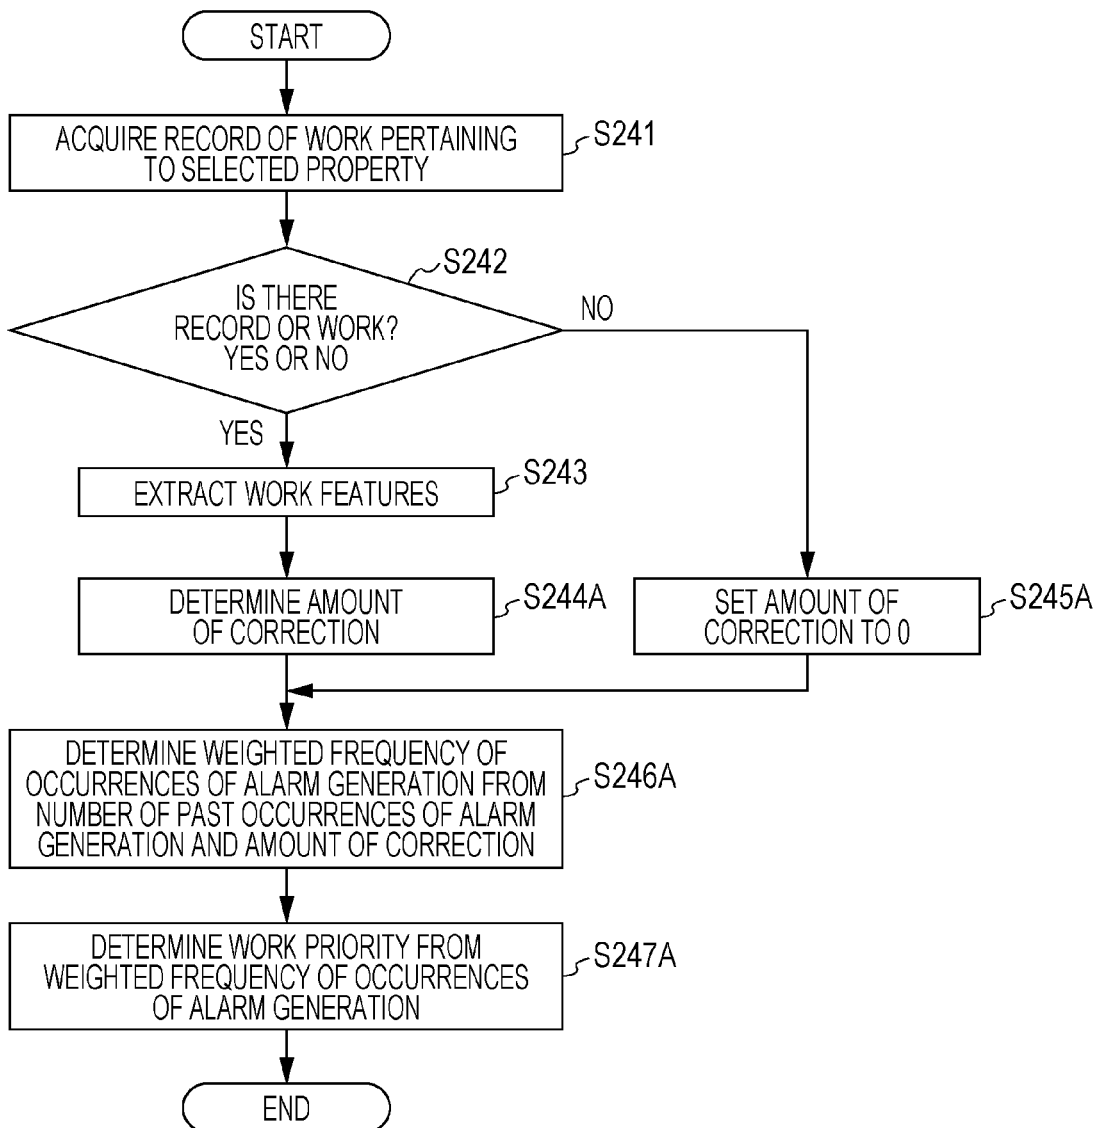 START
ACQUIRE RECORD OF WORK PERTAINING
TO SELECTED PROPERTY
S241
S242
IS THERE
RECORD OR WORK?
YES OR NO
NO
YES
EXTRACT WORK FEATURES
S243
DETERMINE AMOUNT
OF CORRECTION
S244A
SET AMOUNT OF
CORRECTION TO 0
S245A
DETERMINE WEIGHTED FREQUENCY OF
OCCURRENCES OF ALARM GENERATION FROM
NUMBER OF PAST OCCURRENCES OF ALARM
GENERATION AND AMOUNT OF CORRECTION
S246A
DETERMINE WORK PRIORITY FROM
WEIGHTED FREQUENCY OF OCCURRENCES
OF ALARM GENERATION
S247A
END